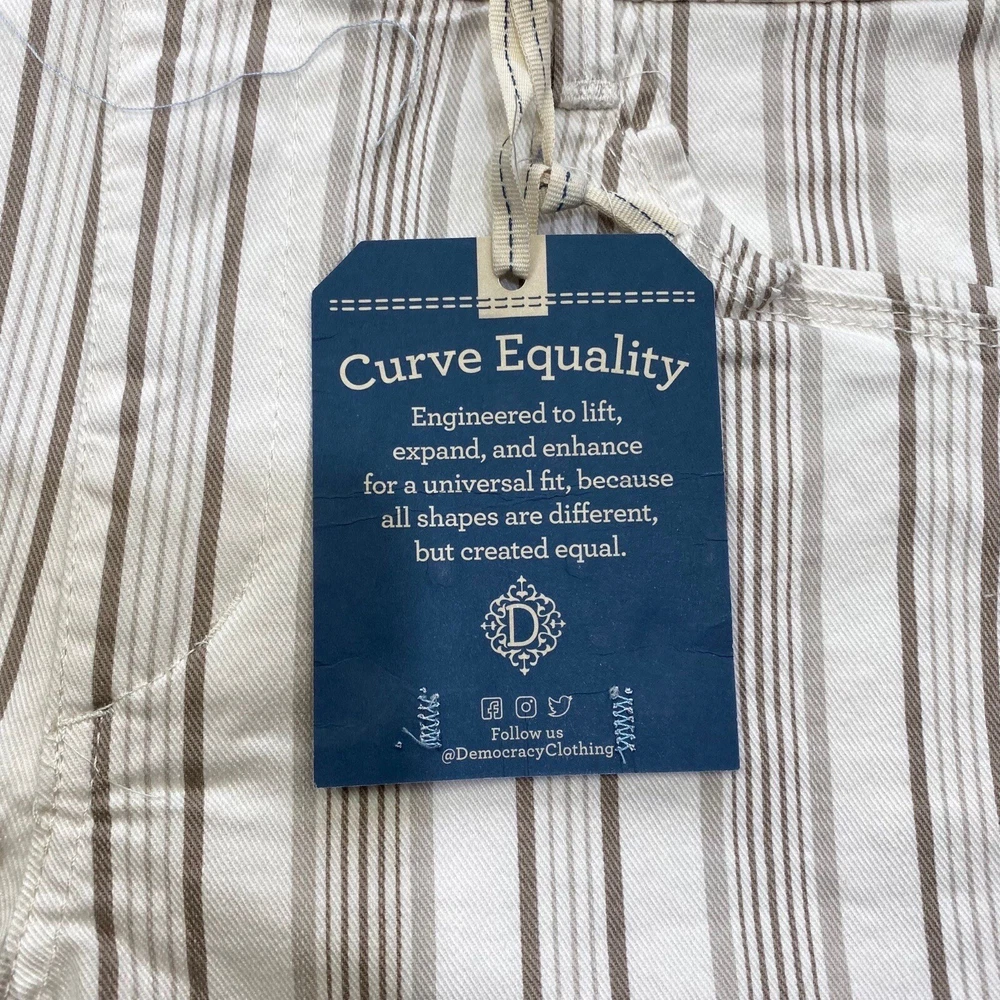 Curve Equality
Engineered to lift,
expand, and enhance
for a universal fit, because
all shapes are different,
but created equal.
D
Follow us
@DemocracyClothing